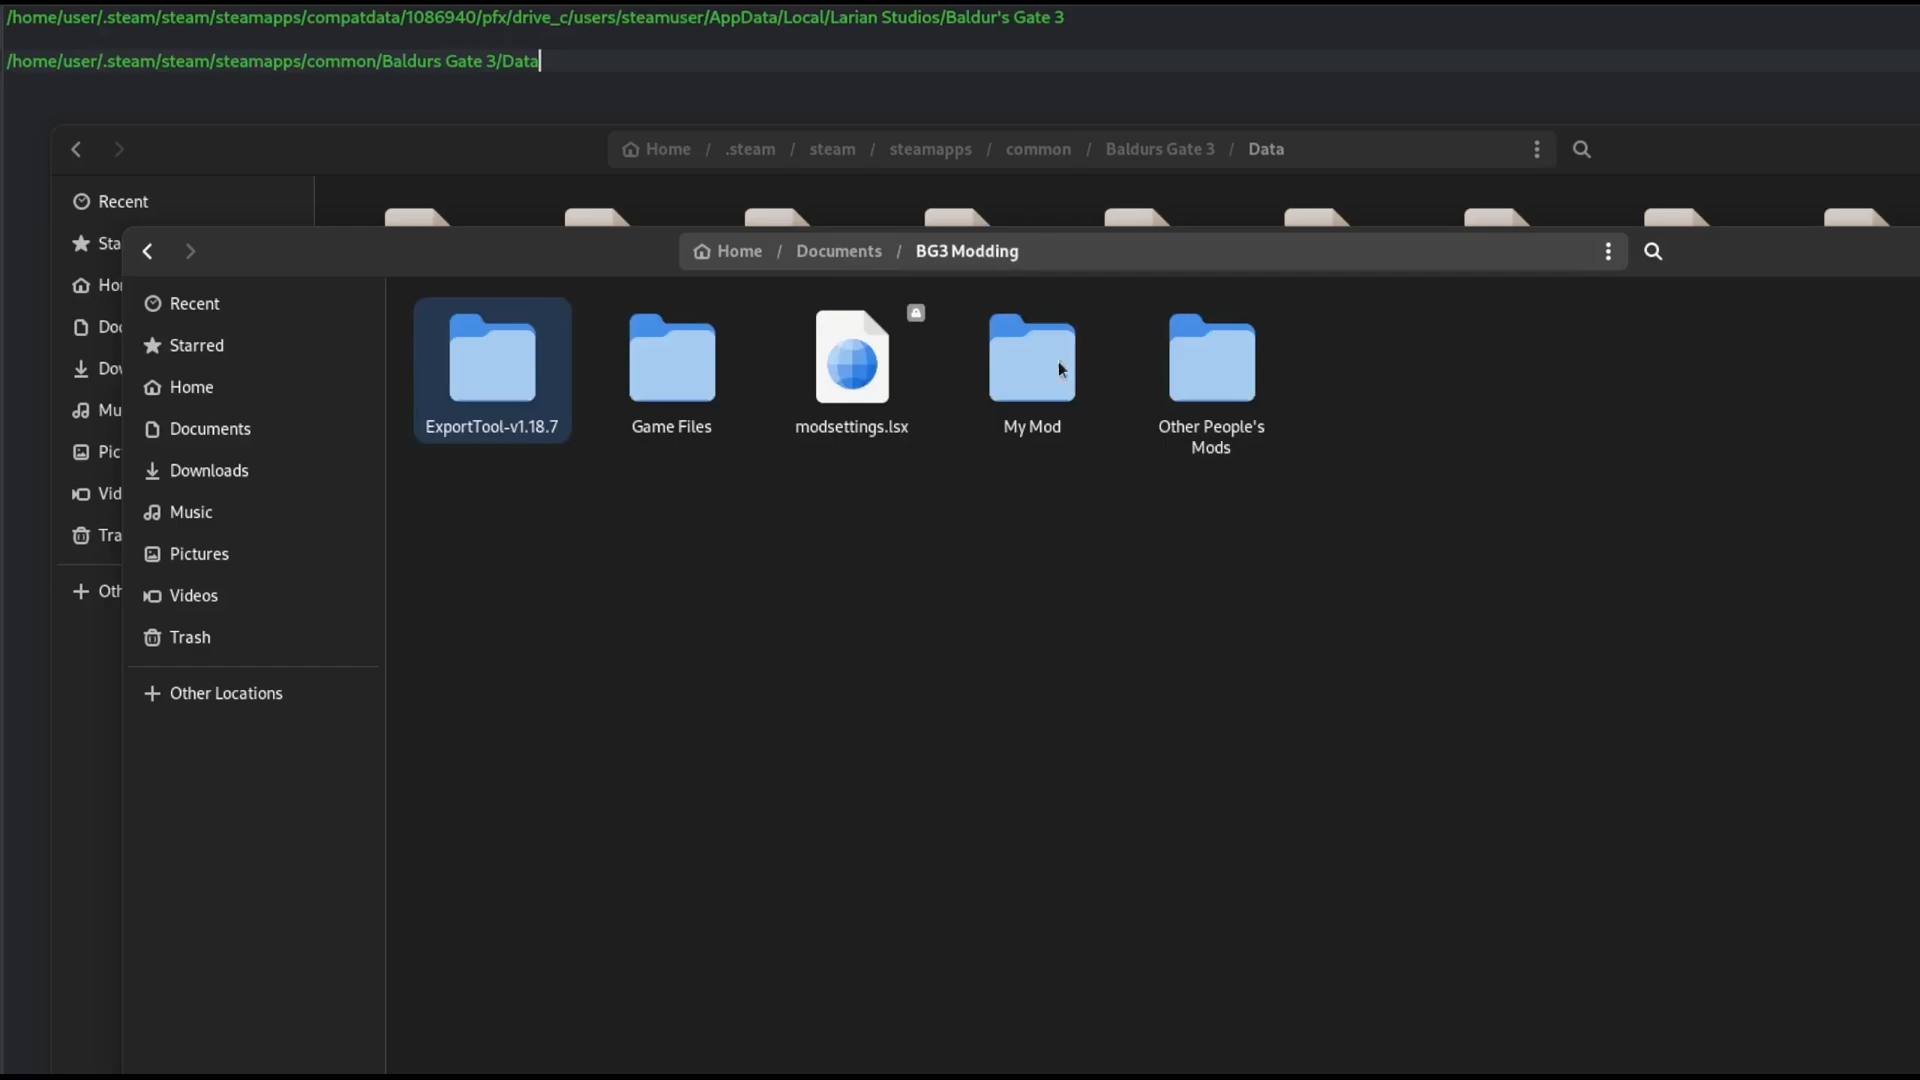 /home/user/.steam/steam/steamapps/compatdata/1086940/pfx/drive_c/users/steamuser/AppData/Local/Larian Studios/Baldur's Gate 3
/home/user/.steam/steam/steamapps/common/Baldurs Gate 3/Data
Home / .steam / steam / steamapps / common / Baldurs Gate 3 / Data
Recent
Sta
Hor
Doc
Dov
Mu
Pic
Vid
Tra
Oth
Home / Documents / BG3 Modding
Recent
Starred
Home
Documents
Downloads
Music
Pictures
Videos
Trash
Other Locations
ExportTool-v1.18.7
Game Files
modsettings.lsx
My Mod
Other People's
Mods